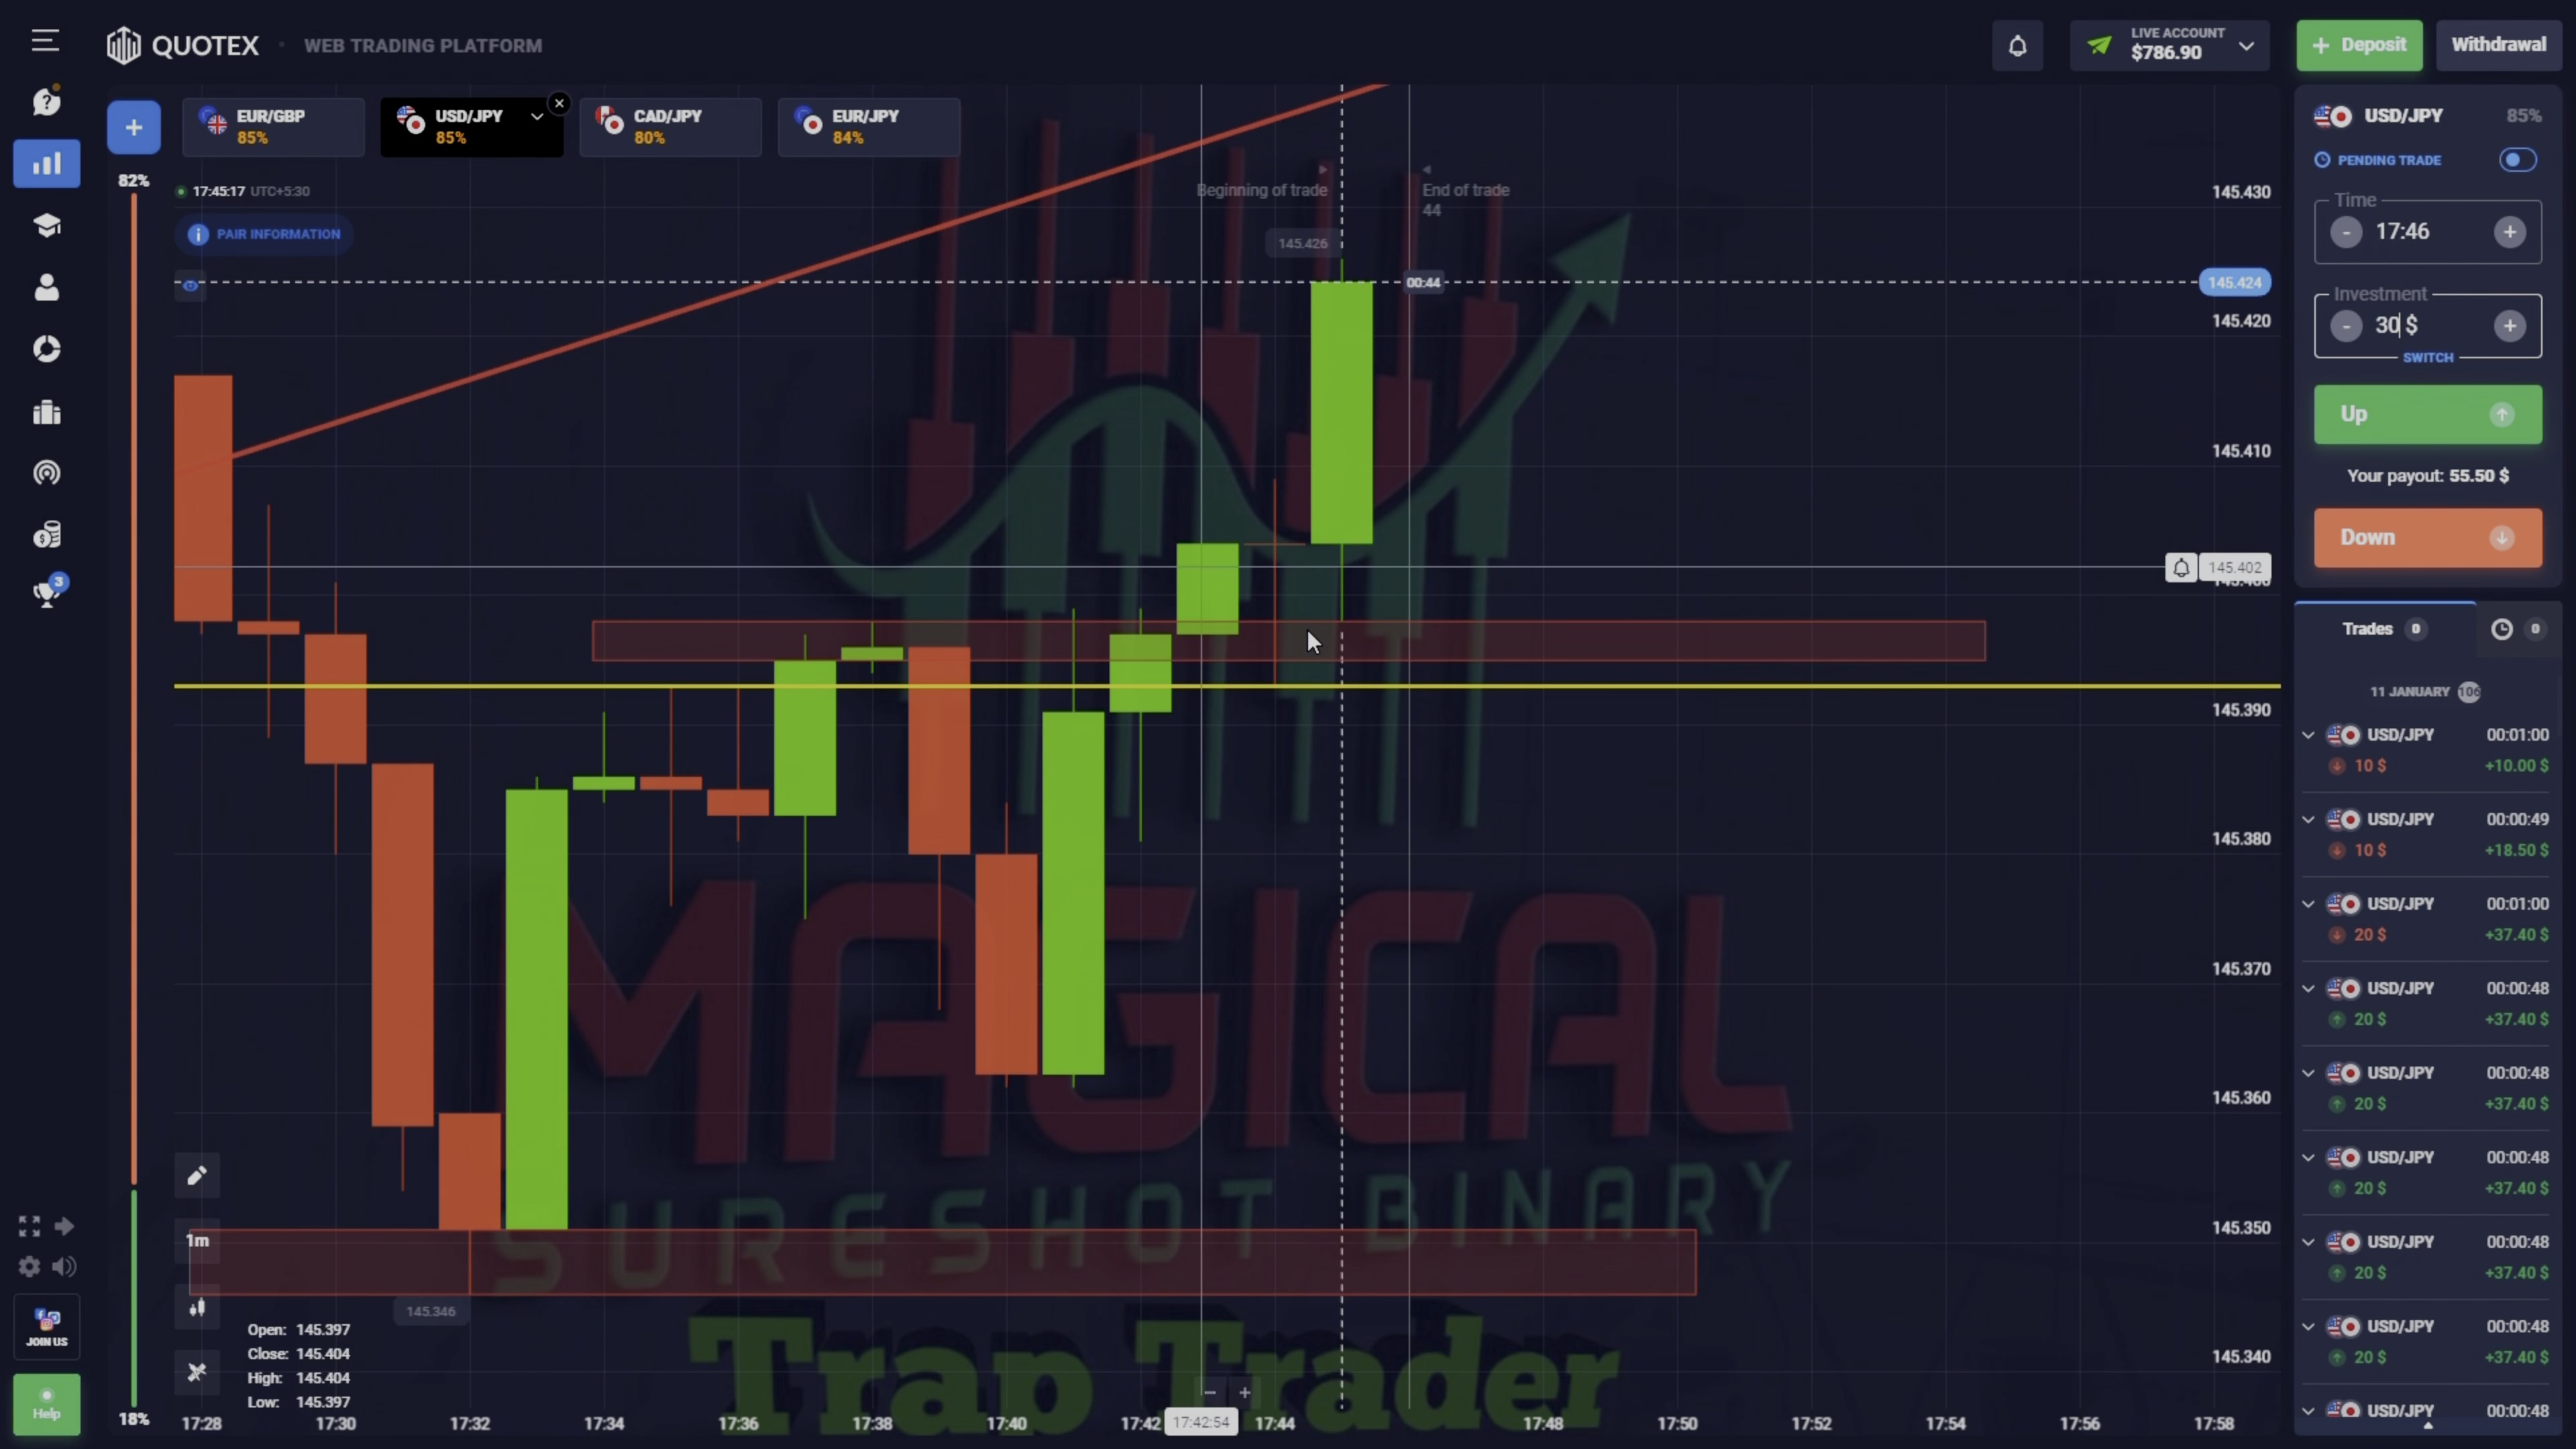 QUOTEX
WEB TRADING PLATFORM
LIVE ACCOUNT
$786.90
+ Deposit
Withdrawal
EUR/GBP
85%
USD/JPY
85%
CAD/JPY
80%
EUR/JPY
84%
82%
17:45:17 UTC+5:30
PAIR INFORMATION
Beginning of trade
End of trade
44
145.426
00:44
145.424
145.430
145.420
145.410
145.402
145.390
145.380
145.370
145.360
145.350
145.340
MAGICAL
SURESHOT BINARY
Trap Trader
1m
145.346
Open: 145.397
Close: 145.404
High: 145.404
Low: 145.397
18%
17:28
17:30
17:32
17:34
17:36
17:38
17:40
17:42
17:42:54
17:44
17:48
17:50
17:52
17:54
17:56
17:58
3
JOIN US
Help
USD/JPY 85%
PENDING TRADE
Time
- 17:46 +
Investment
- 30 $ +
SWITCH
Up
Your payout: 55.50 $
Down
Trades 0
0
11 JANUARY 106
USD/JPY 00:01:00
10 $ +10.00 $
USD/JPY 00:00:49
10 $ +18.50 $
USD/JPY 00:01:00
20 $ +37.40 $
USD/JPY 00:00:48
20 $ +37.40 $
USD/JPY 00:00:48
20 $ +37.40 $
USD/JPY 00:00:48
20 $ +37.40 $
USD/JPY 00:00:48
20 $ +37.40 $
USD/JPY 00:00:48
20 $ +37.40 $
USD/JPY 00:00:48